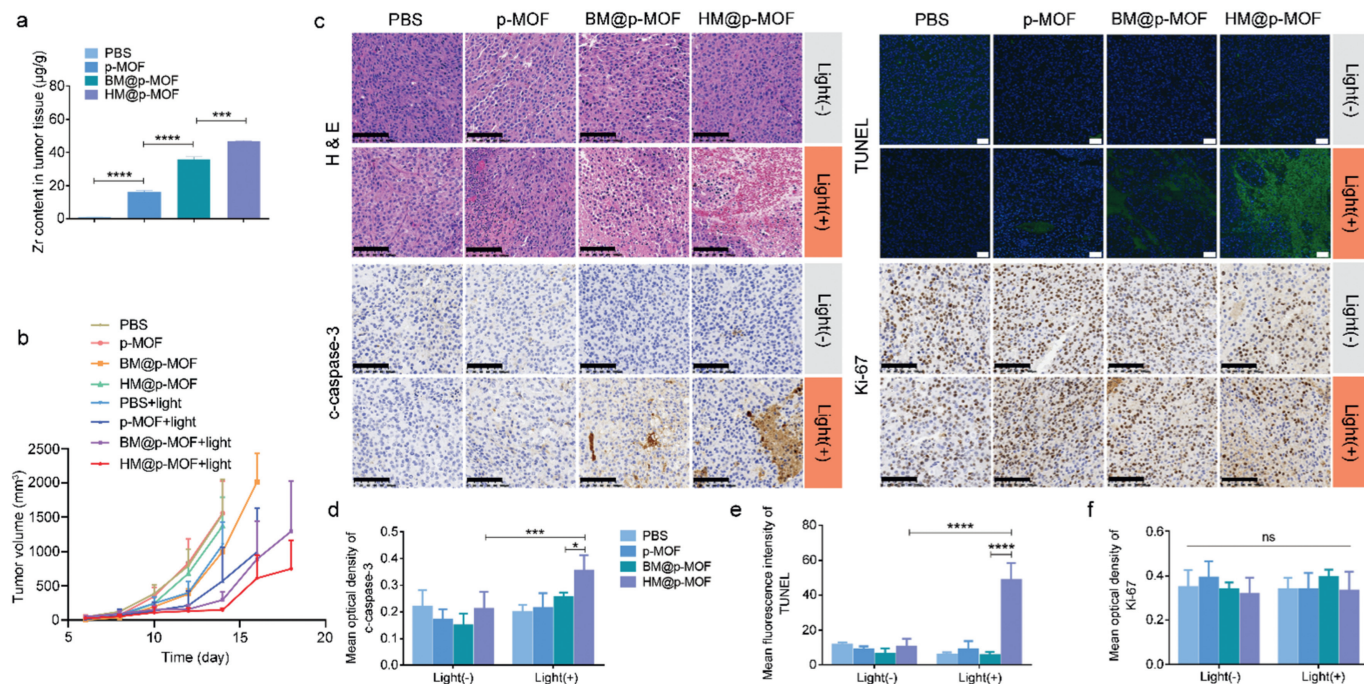 a
PBS
p-MOF
BM@p-MOF
HM@p-MOF
Zr content in tumor tissue (μg/g)
80
60
40
20
0
****
****
***
b
PBS
p-MOF
BM@p-MOF
HM@p-MOF
PBS+light
p-MOF+light
BM@p-MOF+light
HM@p-MOF+light
Tumor volume (mm³)
2500
2000
1500
1000
500
0
5
10
15
20
Time (day)
c
PBS
p-MOF
BM@p-MOF
HM@p-MOF
H & E
Light(-)
Light(+)
c-caspase-3
Light(-)
Light(+)
PBS
p-MOF
BM@p-MOF
HM@p-MOF
TUNEL
Light(-)
Light(+)
Ki-67
Light(-)
Light(+)
d
Mean optical density of
c-caspase-3
0.5
0.4
0.3
0.2
0.1
0.0
***
*
Light(-)
Light(+)
PBS
p-MOF
BM@p-MOF
HM@p-MOF
e
Mean fluorescence intensity of
TUNEL
80
60
40
20
0
****
****
Light(-)
Light(+)
f
Mean optical density of
Ki-67
0.6
0.4
0.2
0.0
ns
Light(-)
Light(+)